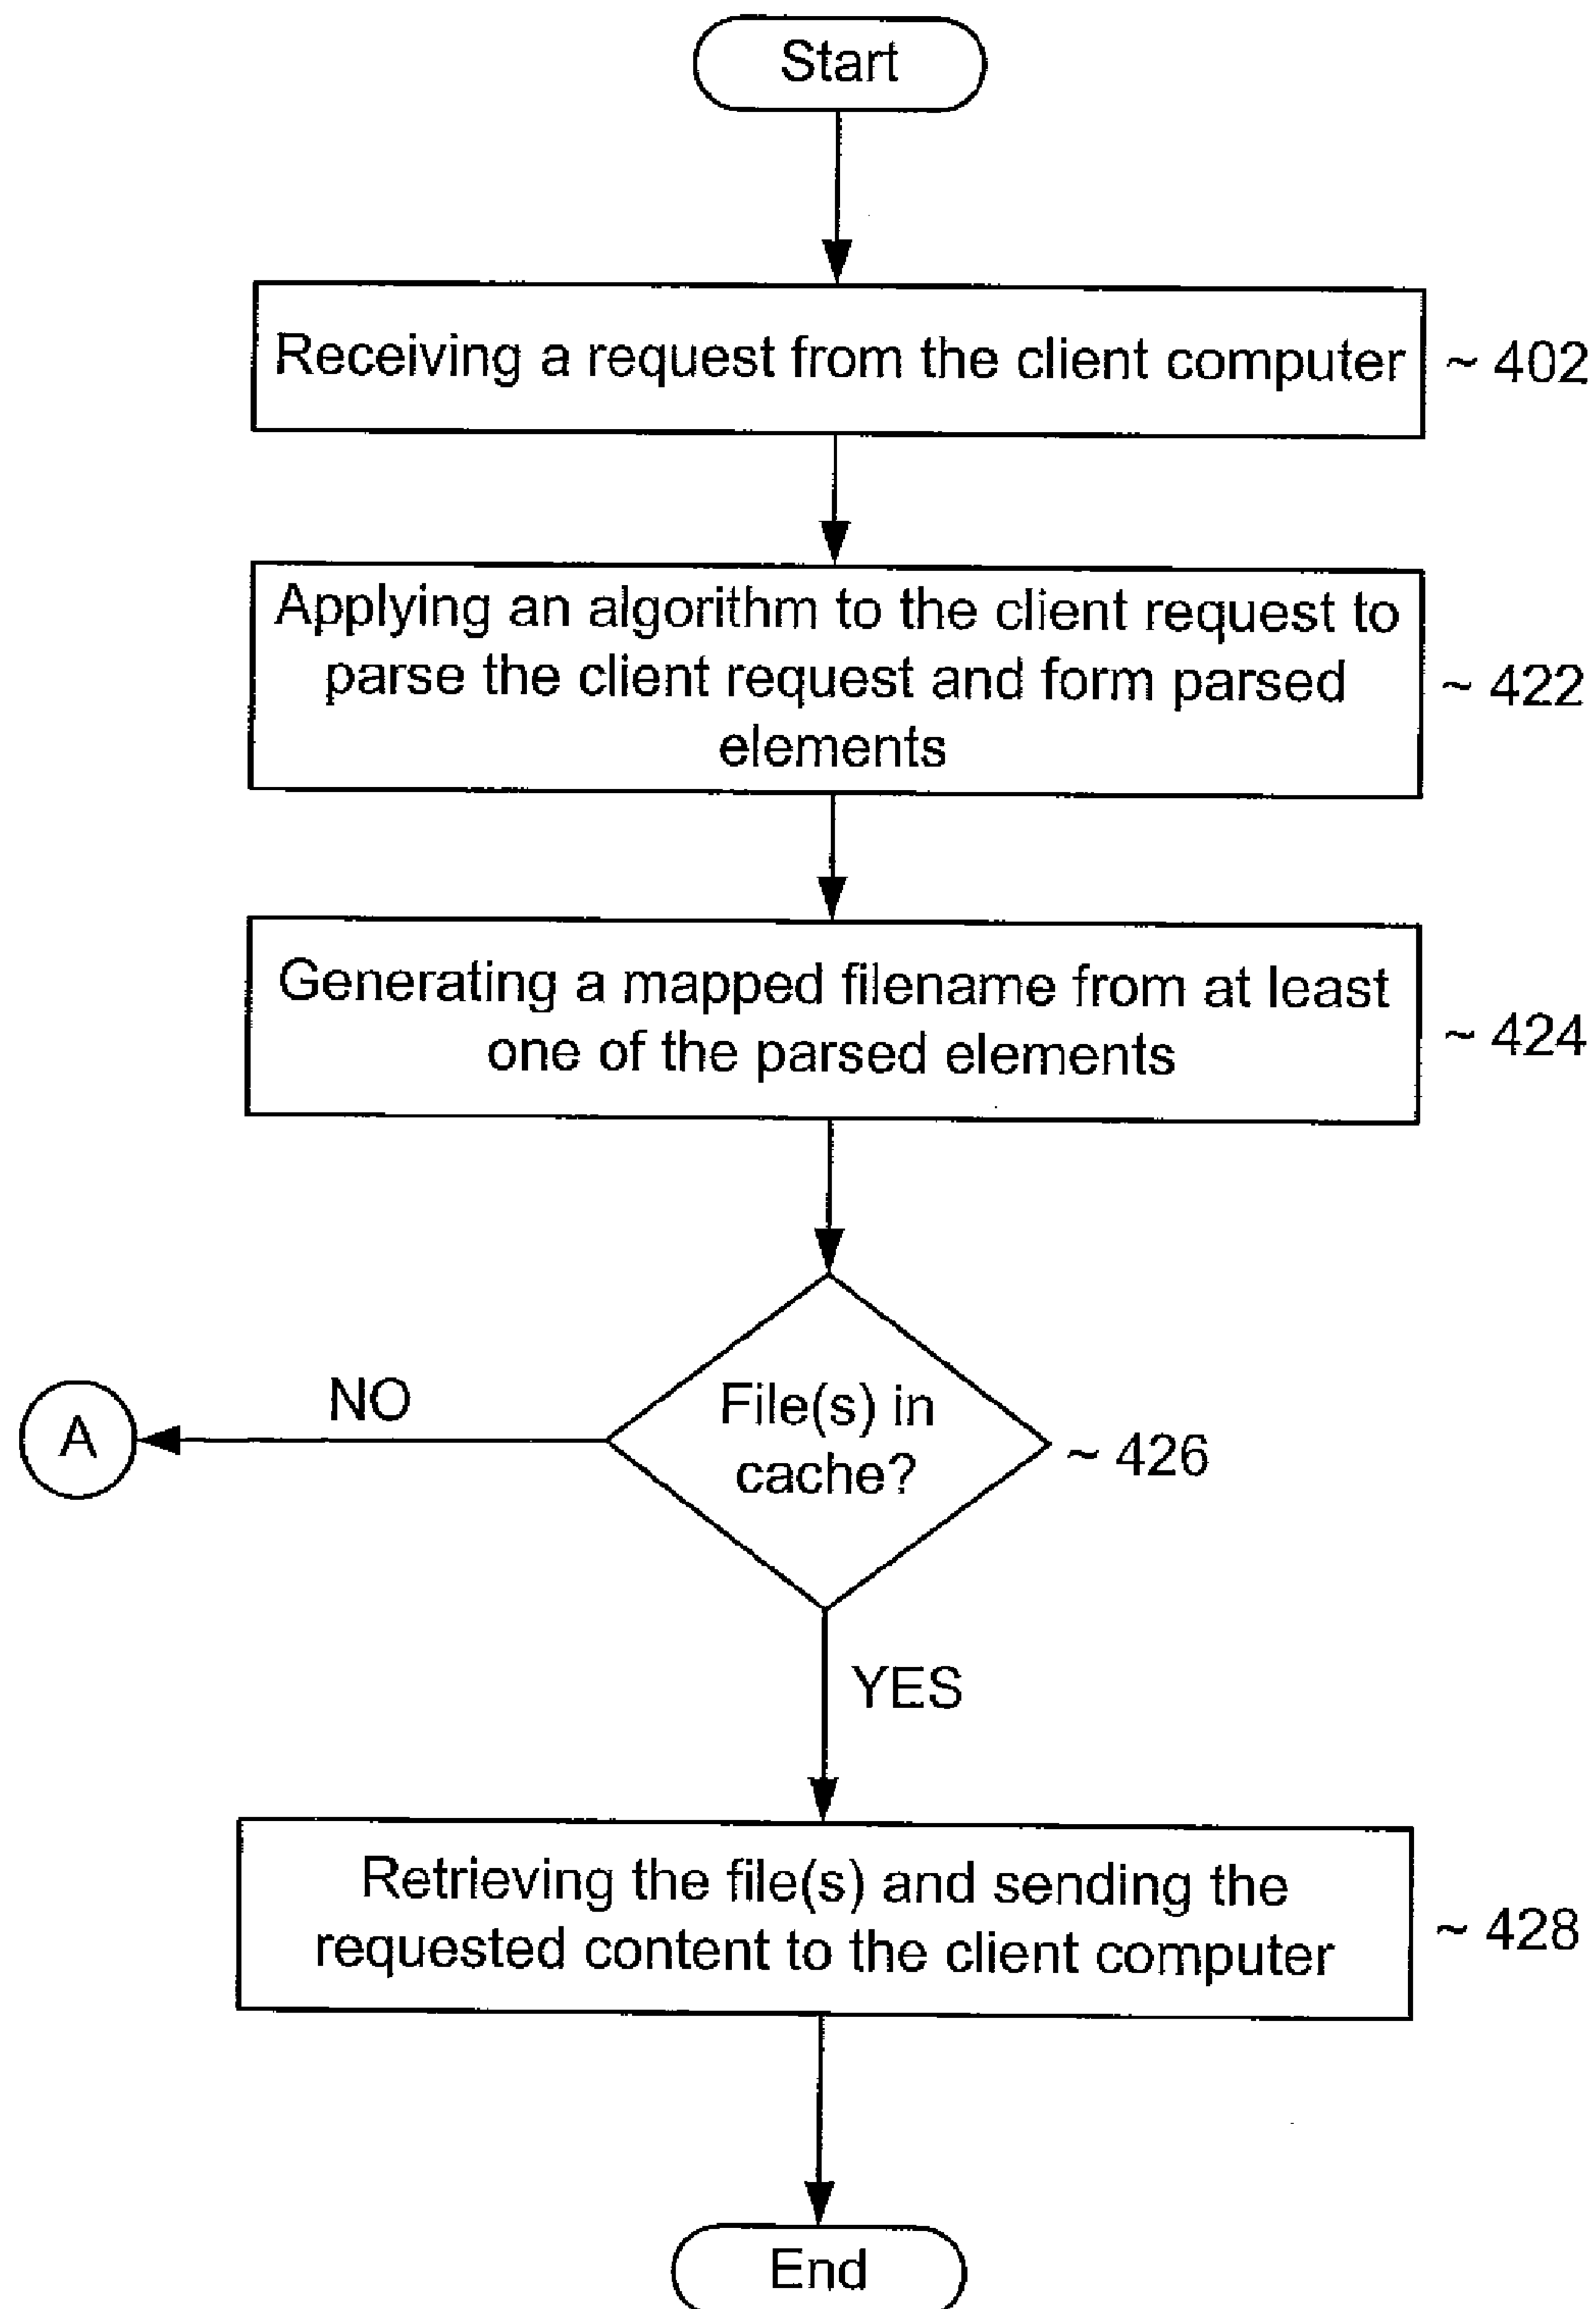 Start
Receiving a request from the client computer
~ 402
Applying an algorithm to the client request to
parse the client request and form parsed
elements
~ 422
Generating a mapped filename from at least
one of the parsed elements
~ 424
File(s) in
cache?
~ 426
NO
A
YES
Retrieving the file(s) and sending the
requested content to the client computer
~ 428
End